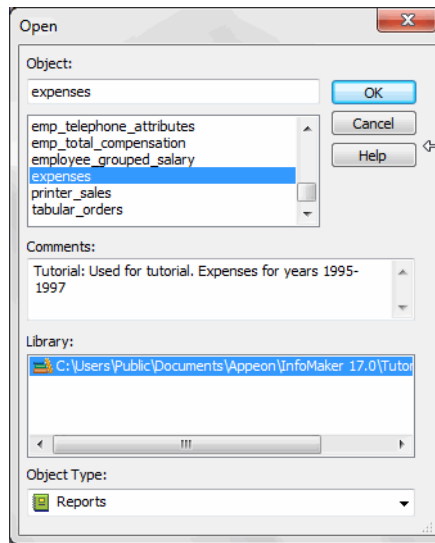 Open
Object:
expenses
OK
emp_telephone_attributes
emp_total_compensation
employee_grouped_salary
expenses
printer_sales
tabular_orders
Cancel
Help
Comments:
Tutorial: Used for tutorial. Expenses for years 1995-
1997
Library:
C:\Users\Public\Documents\Appeon\InfoMaker 17.0\Tutor
Object Type:
Reports